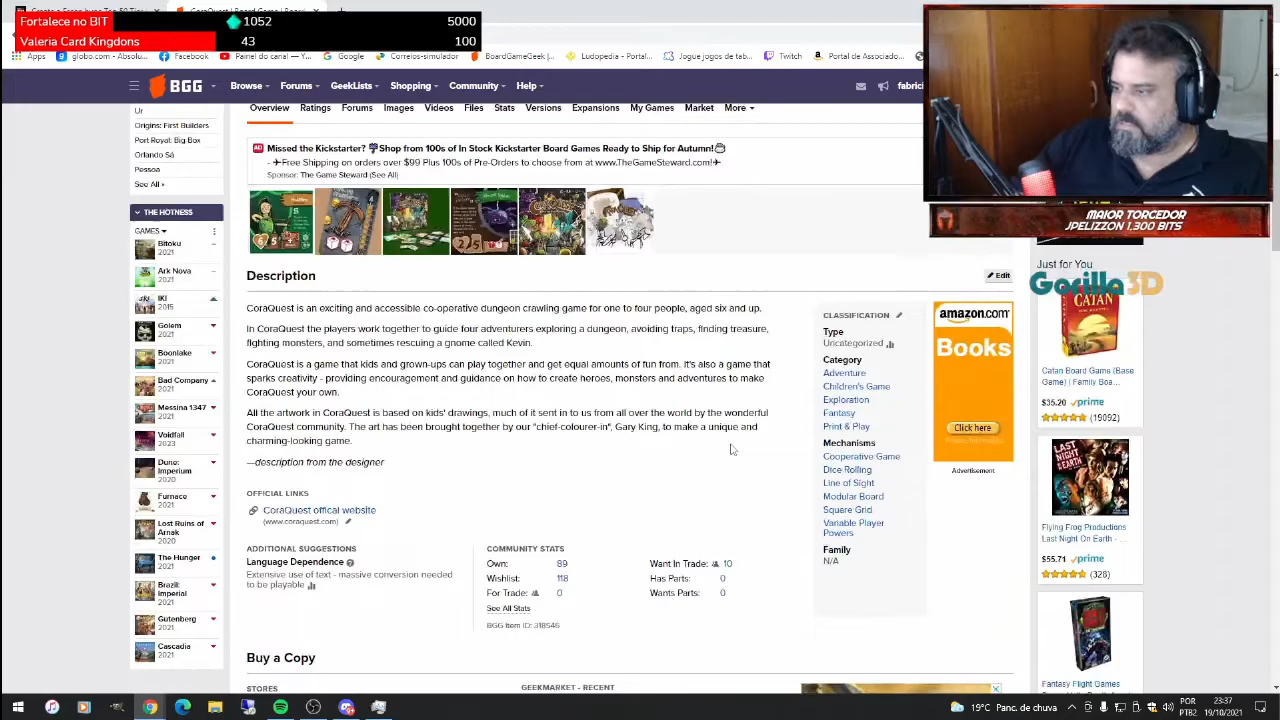 Fortalece no BIT 1052 5000
Valeria Card Kingdons 43 100
Apps globo.com - Absolu... Facebook Painel do canal — Y... Google Correios-simulador BoardGameGeek |... Ludopedia - Portal... Jogue jogos de tab... Twitch Portal de Associado...
BGG Browse Forums GeekLists Shopping Community Help fabrici
Overview Ratings Forums Images Videos Files Stats Versions Expansions My Games Market More
Ur
Origins: First Builders
Port Royal: Big Box
Orlando Sá
Pessoa
See All »
THE HOTNESS
GAMES
Bitoku
2021
Ark Nova
2021
IKI
2015
Golem
2021
Boonlake
2021
Bad Company
2021
Messina 1347
2021
Voidfall
2023
Dune:
Imperium
2020
Furnace
2021
Lost Ruins of
Arnak
2020
The Hunger
2021
Brazil:
Imperial
2021
Gutenberg
2021
Cascadia
2021
AD Missed the Kickstarter? Shop from 100s of In Stock Kickstarter Board Games Ready to Ship for Autumn!
- Free Shipping on orders over $99 Plus 100s of Pre-Orders to choose from at www.TheGameSteward.com!
Sponsor: The Game Steward (See All)
Description
Edit
CoraQuest is an exciting and accessible co-operative dungeon crawling game for one to four people, aged six and up.
In CoraQuest the players work together to guide four adventurers exploring a dungeon, avoiding traps, finding treasure,
fighting monsters, and sometimes rescuing a gnome called Kevin.
CoraQuest is a game that kids and grown-ups can play together and get equal amounts of fun from. It's also a game that
sparks creativity - providing encouragement and guidance on how to create heroes, monsters and adventures to make
CoraQuest your own.
All the artwork in CoraQuest is based on kids' drawings, much of it sent in to us from all over the world by the wonderful
CoraQuest community. The art has been brought together by our "chief-colourer-in", Gary King, to make a unique and
charming-looking game.
—description from the designer
OFFICIAL LINKS
CoraQuest offical website
(www.coraquest.com)
ADDITIONAL SUGGESTIONS
Language Dependence
Extensive use of text - massive conversion needed
to be playable
COMMUNITY STATS
Own: 89
Wishlist: 118
For Trade: 0
See All Stats
Want In Trade: 10
Has Parts: 0
Wants Parts: 0
BGG Item ID: 318546
Buy a Copy
STORES
GEEKMARKET - RECENT
CLASSIFICATION
Type
Uncategorized
Category
Adventure
Children's Game
Exploration
Fantasy
Print & Play
Mechanisms
Cooperative Game
Dice Rolling
Line of Sight
Modular Board
Square Grid
Variable Player
Powers
Family
N/A
amazon.com
Books
Click here
Advertisement
MAIOR TORCEDOR
JPELIZZON 1,300 BITS
Just for You
Gorilla3D
CATAN
Catan Board Game (Base
Game) | Family Boa...
$35.20 prime
(19092)
LAST NIGHT ON EARTH
Flying Frog Productions
Last Night On Earth - ...
$55.71 prime
(326)
Fantasy Flight Games
19°C Panc. de chuva
POR
PTB2
23:37
19/10/2021